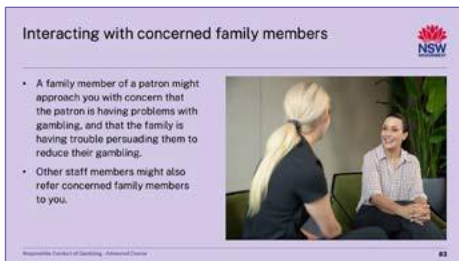 Interacting with concerned family members
NSW
GOVERNMENT
• A family member of a patron might
approach you with concern that
the patron is having problems with
gambling, and that the family is
having trouble persuading them to
reduce their gambling.
• Other staff members might also
refer concerned family members
to you.
Responsible Conduct of Gambling - Advanced Course
83